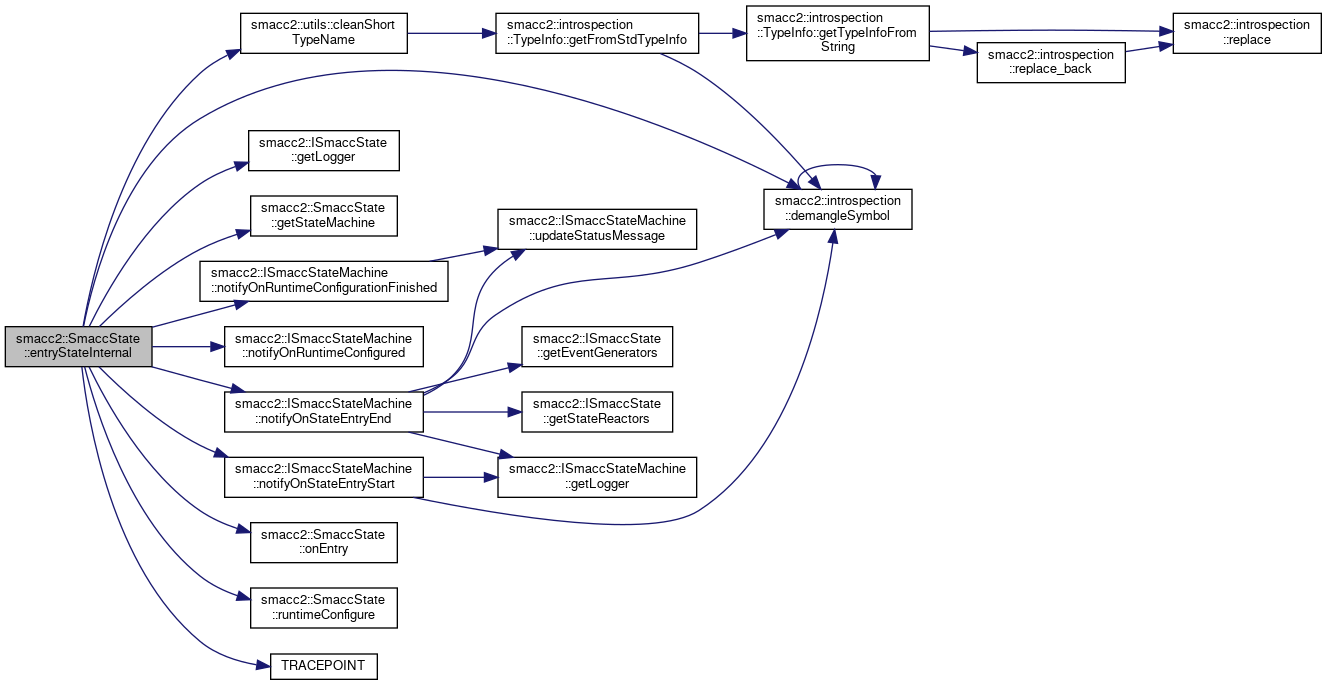 smacc2::utils::cleanShort
TypeName
smacc2::introspection
::TypeInfo::getFromStdTypeInfo
smacc2::introspection
::TypeInfo::getTypeInfoFrom
String
smacc2::introspection
::replace
smacc2::introspection
::replace_back
smacc2::ISmaccState
::getLogger
smacc2::SmaccState
::getStateMachine
smacc2::introspection
::demangleSymbol
smacc2::ISmaccStateMachine
::updateStatusMessage
smacc2::ISmaccStateMachine
::notifyOnRuntimeConfigurationFinished
smacc2::SmaccState
::entryStateInternal
smacc2::ISmaccStateMachine
::notifyOnRuntimeConfigured
smacc2::ISmaccState
::getEventGenerators
smacc2::ISmaccStateMachine
::notifyOnStateEntryEnd
smacc2::ISmaccState
::getStateReactors
smacc2::ISmaccStateMachine
::notifyOnStateEntryStart
smacc2::ISmaccStateMachine
::getLogger
smacc2::SmaccState
::onEntry
smacc2::SmaccState
::runtimeConfigure
TRACEPOINT